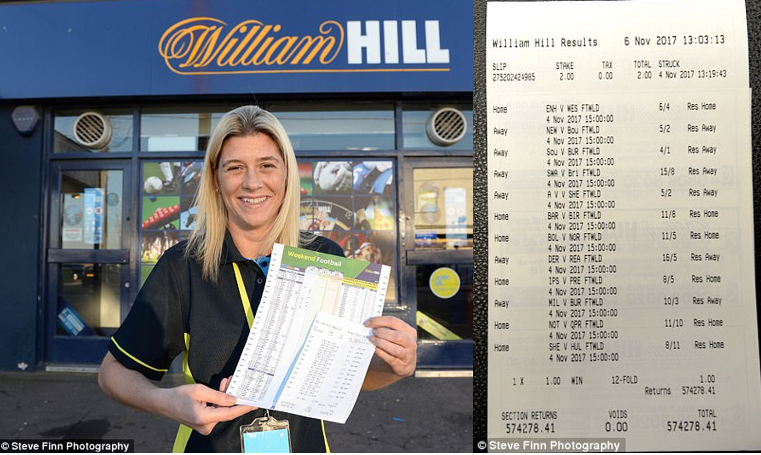 William HILL
Weekend Football
© Steve Finn Photography
William Hill Results 6 Nov 2017 13:03:13
SLIP STAKE TAX TOTAL STRUCK
275202424985 2.00 0.00 2.00 4 Nov 2017 13:19:43
Home ENH V WES FTWLD 6/4 Res Home
4 Nov 2017 15:00:00
Away NEW V Bou FTWLD 5/2 Res Away
4 Nov 2017 15:00:00
Away Sou V BUR FTWLD 4/1 Res Away
4 Nov 2017 15:00:00
Away SWA V Bri FTWLD 15/8 Res Away
4 Nov 2017 15:00:00
Away A V V SHE FTWLD 5/2 Res Away
4 Nov 2017 15:00:00
Home BAR V BIR FTWLD 11/8 Res Home
4 Nov 2017 15:00:00
Home BOL V NOR FTWLD 11/5 Res Home
4 Nov 2017 15:00:00
Away DER V REA FTWLD 16/5 Res Away
4 Nov 2017 15:00:00
Home IPS V PRE FTWLD 8/5 Res Home
4 Nov 2017 15:00:00
Away MIL V BUR FTWLD 10/3 Res Away
4 Nov 2017 15:00:00
Home NOT V QPR FTWLD 11/10 Res Home
4 Nov 2017 15:00:00
Home SHE V HUL FTWLD 8/11 Res Home
4 Nov 2017 15:00:00
1 X 1.00 WIN 12-FOLD 1.00
Returns 574278.41
SECTION RETURNS VOIDS TOTAL
574278.41 0.00 574278.41
© Steve Finn Photography